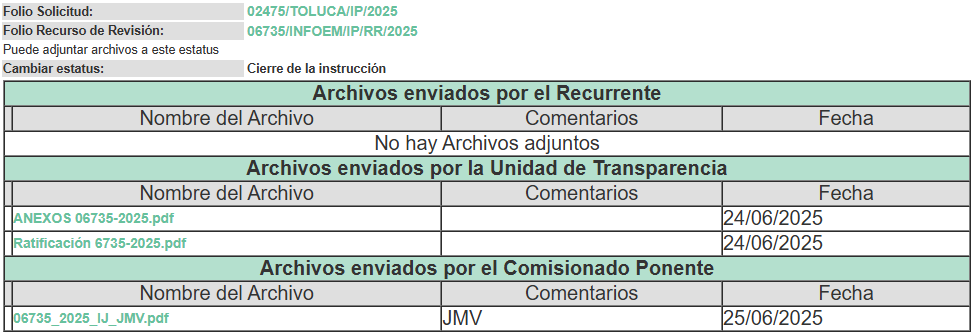 Folio Solicitud: 02475/TOLUCA/IP/2025
Folio Recurso de Revisión: 06735/INFOEM/IP/RR/2025
Puede adjuntar archivos a este estatus
Cambiar estatus: Cierre de la instrucción
Archivos enviados por el Recurrente
Nombre del Archivo Comentarios Fecha
No hay Archivos adjuntos
Archivos enviados por la Unidad de Transparencia
Nombre del Archivo Comentarios Fecha
ANEXOS 06735-2025.pdf 24/06/2025
Ratificación 6735-2025.pdf 24/06/2025
Archivos enviados por el Comisionado Ponente
Nombre del Archivo Comentarios Fecha
06735_2025_IJ_JMV.pdf JMV 25/06/2025